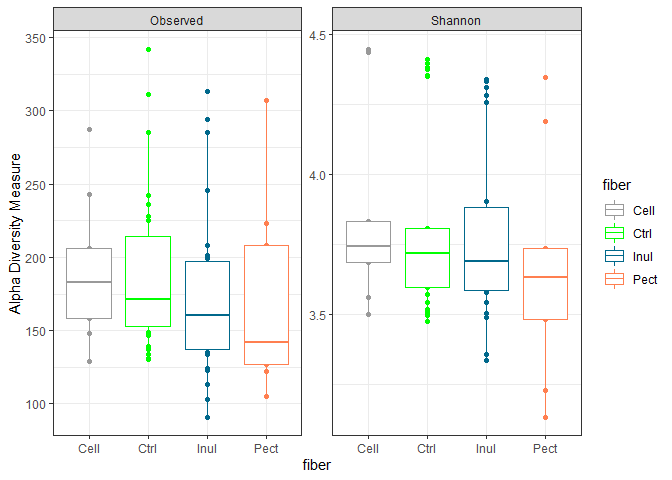 Observed
Shannon
Alpha Diversity Measure
350
300
250
200
150
100
4.5
4.0
3.5
Cell Ctrl Inul Pect
Cell Ctrl Inul Pect
fiber
fiber
Cell
Ctrl
Inul
Pect